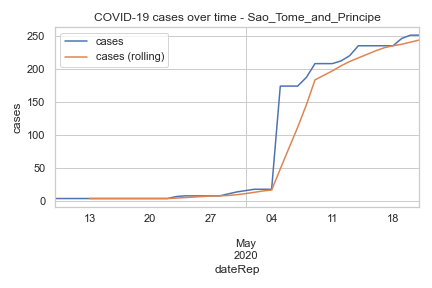 COVID-19 cases over time - Sao_Tome_and_Principe
cases
cases (rolling)
cases
250
200
150
100
50
0
13 20 27 04 11 18
May
2020
dateRep